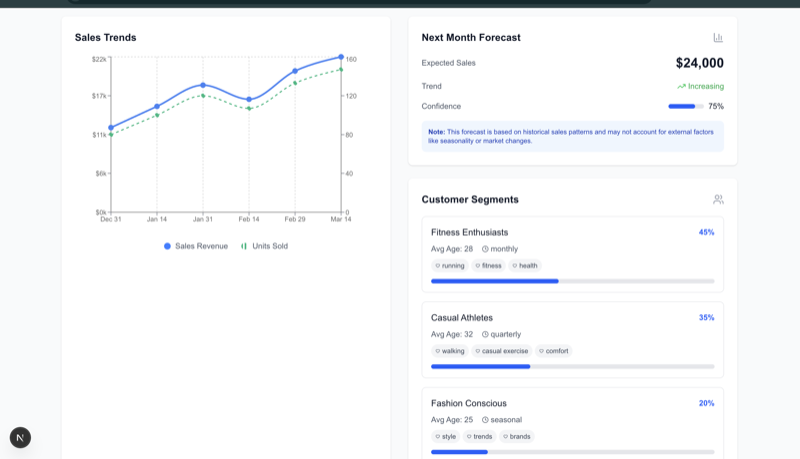 Sales Trends
$22k
$17k
$11k
$6k
$0k
160
120
80
40
0
Dec 31 Jan 14 Jan 31 Feb 14 Feb 29 Mar 14
Sales Revenue Units Sold
Next Month Forecast
Expected Sales $24,000
Trend Increasing
Confidence 75%
Note: This forecast is based on historical sales patterns and may not account for external factors
like seasonality or market changes.
Customer Segments
Fitness Enthusiasts 45%
Avg Age: 28 monthly
running fitness health
Casual Athletes 35%
Avg Age: 32 quarterly
walking casual exercise comfort
Fashion Conscious 20%
Avg Age: 25 seasonal
style trends brands
N